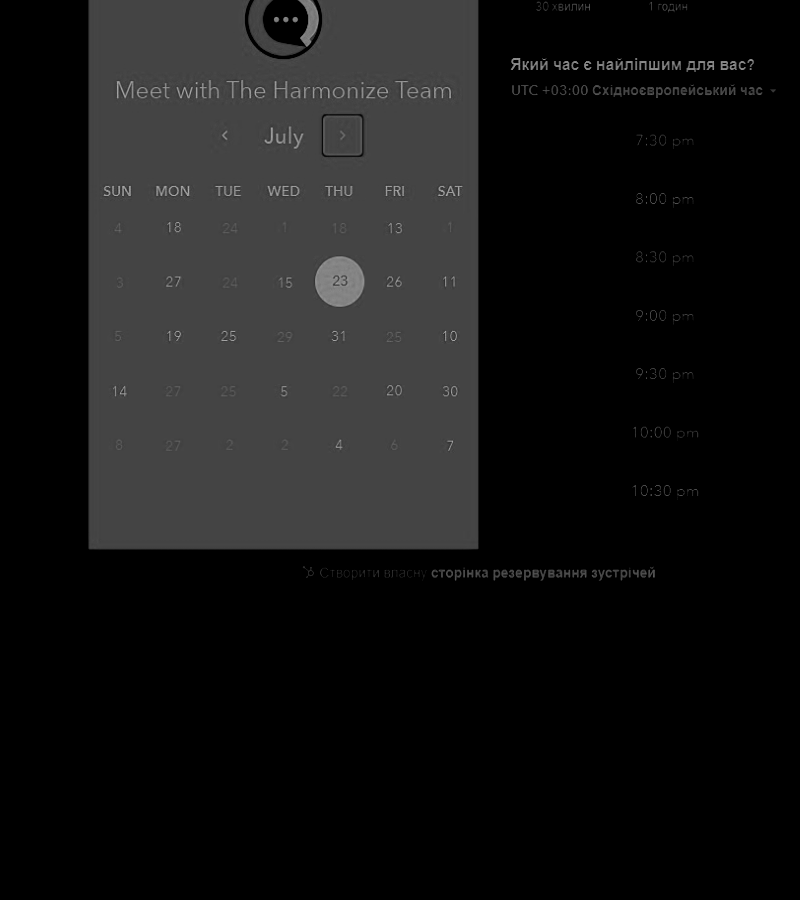 30 хвилин 1 годин
Який час є найліпшим для вас?
UTC +03:00 Східноєвропейський час
Meet with The Harmonize Team
July
SUN MON TUE WED THU FRI SAT
4 18 24 1 18 13 1
3 27 24 15 23 26 11
5 19 25 29 31 25 10
14 27 25 5 22 20 30
8 27 2 2 4 6 7
7:30 pm
8:00 pm
8:30 pm
9:00 pm
9:30 pm
10:00 pm
10:30 pm
Створити власну сторінка резервування зустрічей